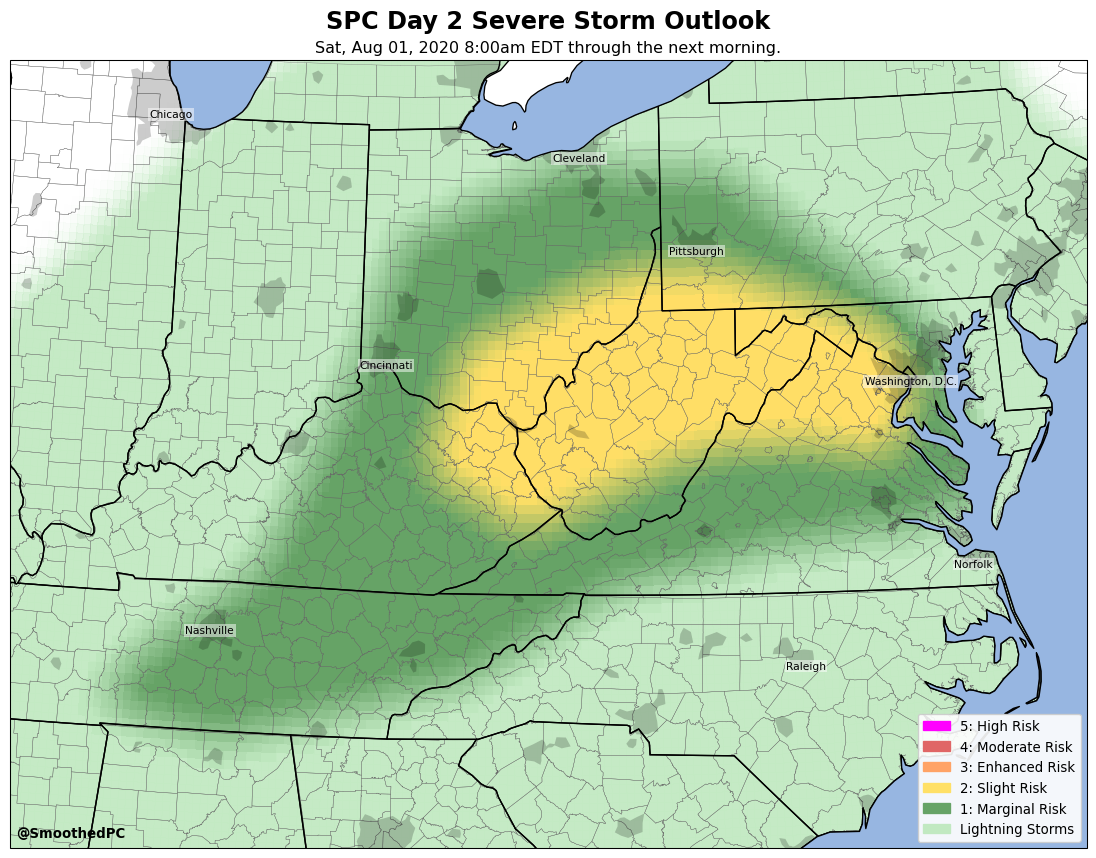 SPC Day 2 Severe Storm Outlook
Sat, Aug 01, 2020 8:00am EDT through the next morning.
Chicago
Cleveland
Pittsburgh
Cincinnati
Washington, D.C.
Norfolk
Nashville
Raleigh
5: High Risk
4: Moderate Risk
3: Enhanced Risk
2: Slight Risk
1: Marginal Risk
Lightning Storms
@SmoothedPC